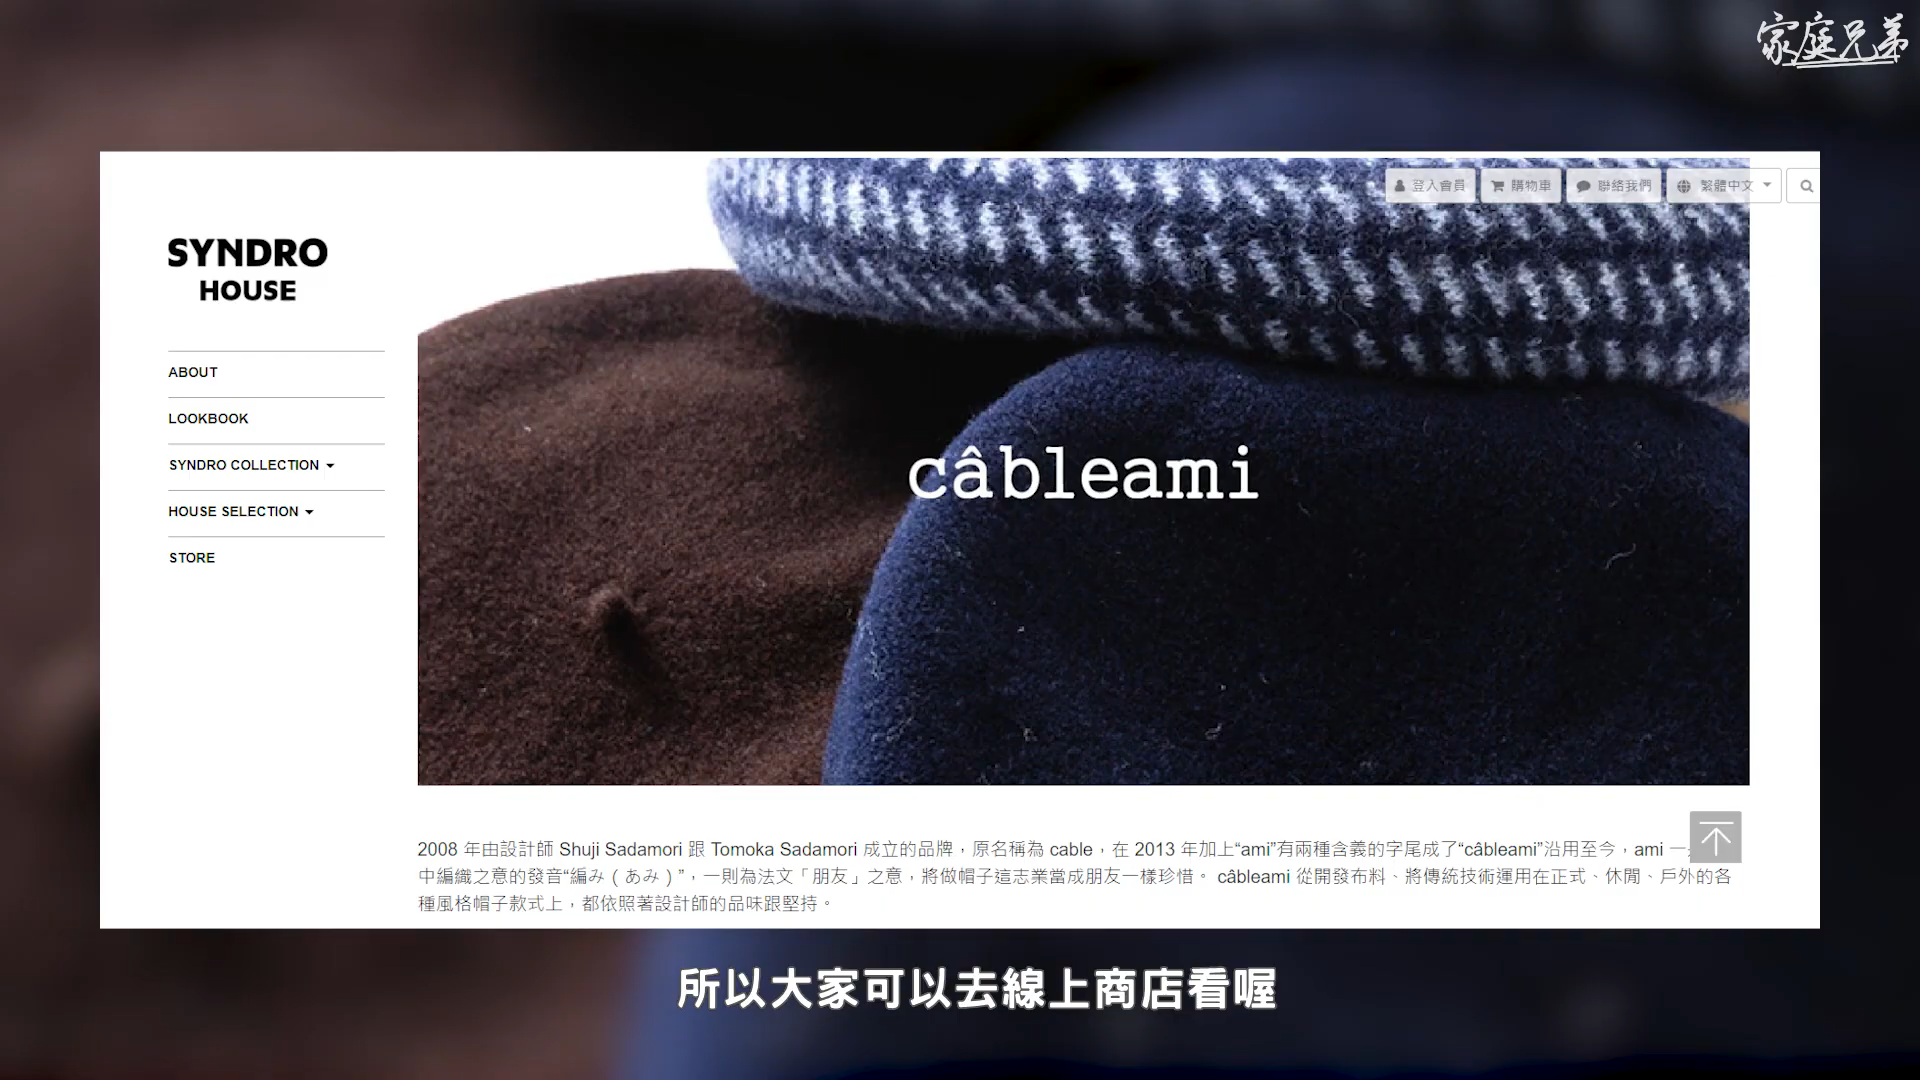 家庭兄弟
登入會員
購物車
聯絡我們
繁體中文
SYNDRO
HOUSE
ABOUT
LOOKBOOK
SYNDRO COLLECTION
HOUSE SELECTION
STORE
câbleami
2008 年由設計師 Shuji Sadamori 跟 Tomoka Sadamori 成立的品牌，原名稱為 cable，在 2013 年加上“ami”有兩種含義的字尾成了“câbleami”沿用至今，ami 一
中編織之意的發音“編み ( あみ ) ”，一則為法文「朋友」之意，將做帽子這志業當成朋友一樣珍惜。 câbleami 從開發布料、將傳統技術運用在正式、休閒、戶外的各
種風格帽子款式上，都依照著設計師的品味跟堅持。
所以大家可以去線上商店看喔